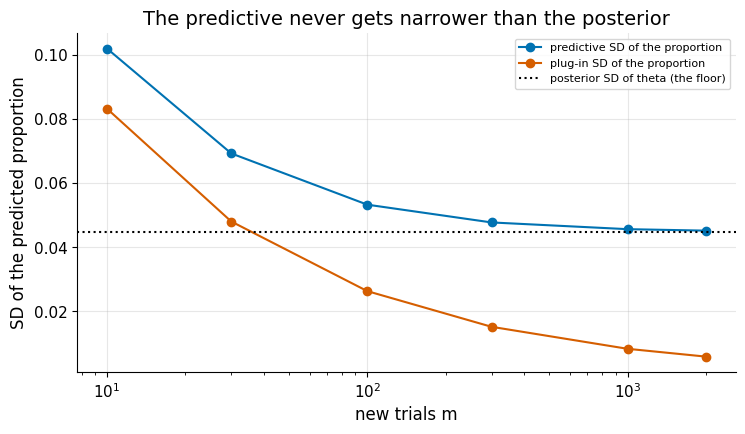 The predictive never gets narrower than the posterior
predictive SD of the proportion
plug-in SD of the proportion
posterior SD of theta (the floor)
SD of the predicted proportion
0.10
0.08
0.06
0.04
0.02
10¹
10²
10³
new trials m